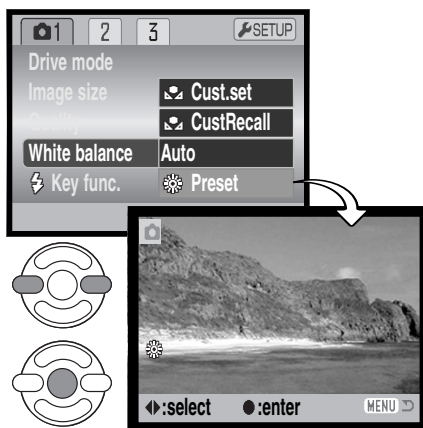 1 2 3 SETUP
Drive mode
Image size Cust.set
Quality CustRecall
White balance Auto
Key func. Preset
:select :enter MENU